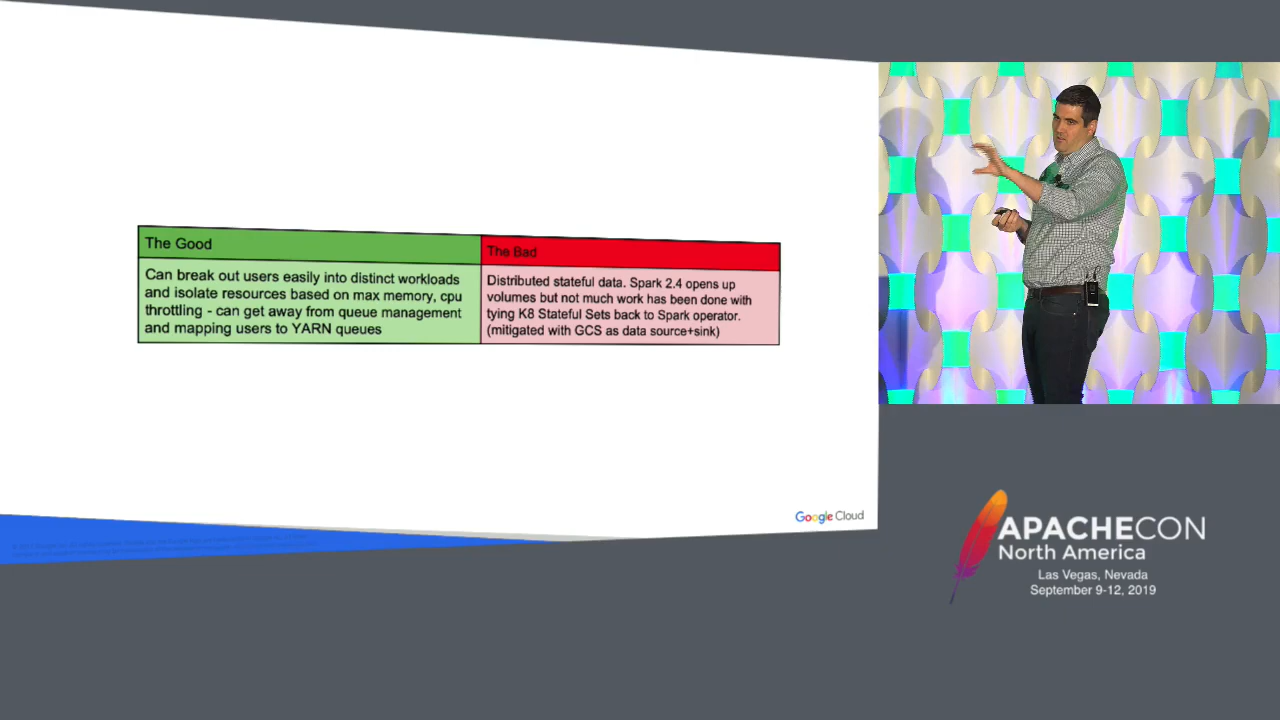 The Good
Can break out users easily into distinct workloads
and isolate resources based on max memory, cpu
throttling - can get away from queue management
and mapping users to YARN queues
The Bad
Distributed stateful data. Spark 2.4 opens up
volumes but not much work has been done with
tying K8 Stateful Sets back to Spark operator.
(mitigated with GCS as data source+sink)
Google Cloud
APACHECON
North America
Las Vegas, Nevada
September 9-12, 2019